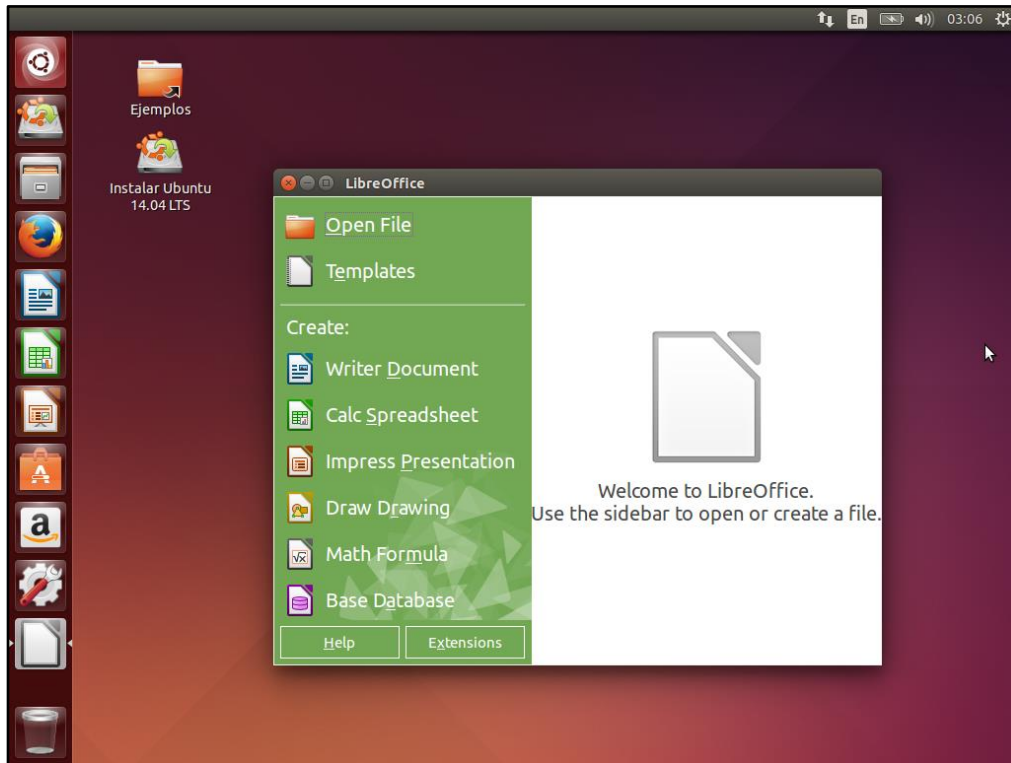 En 03:06
Ejemplos
Instalar Ubuntu
14.04 LTS
LibreOffice
Open File
Templates
Create:
Writer Document
Calc Spreadsheet
Impress Presentation
Draw Drawing
Math Formula
Base Database
Help Extensions
Welcome to LibreOffice.
Use the sidebar to open or create a file.
A
a